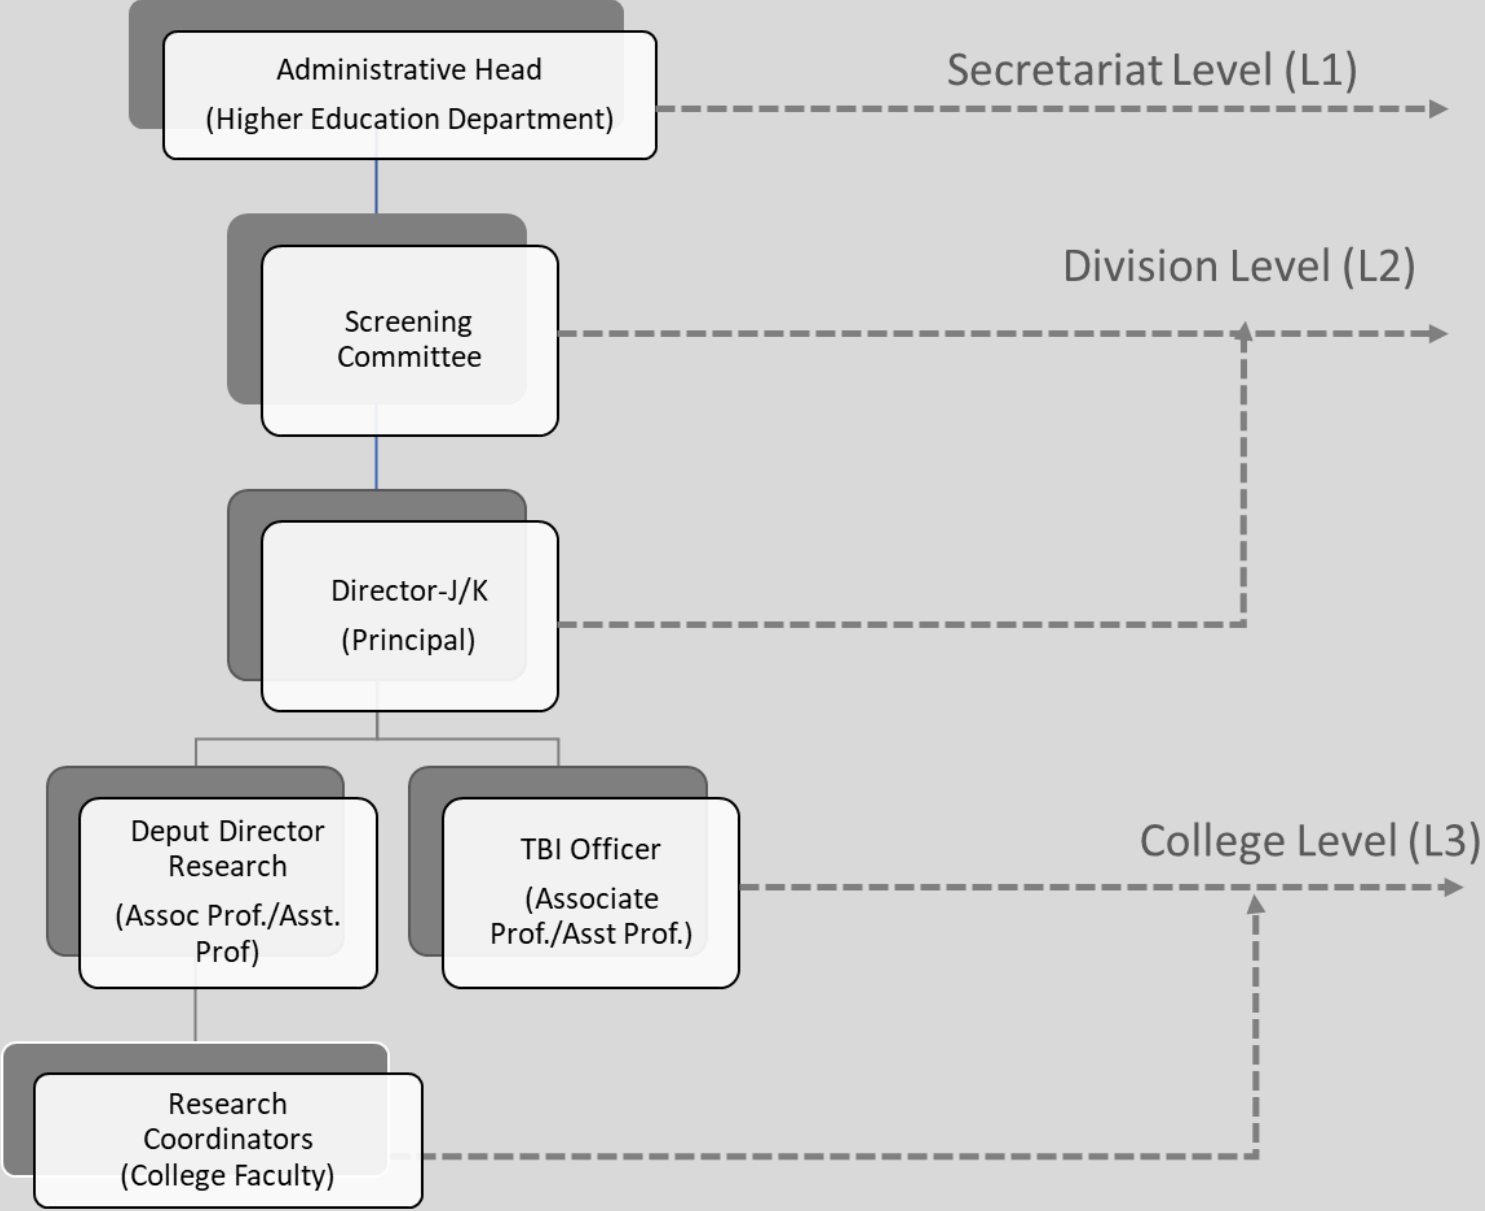 Administrative Head
(Higher Education Department)
Secretariat Level (L1)
Screening
Committee
Division Level (L2)
Director-J/K
(Principal)
Deput Director
Research
(Assoc Prof./Asst.
Prof)
TBI Officer
(Associate
Prof./Asst Prof.)
College Level (L3)
Research
Coordinators
(College Faculty)